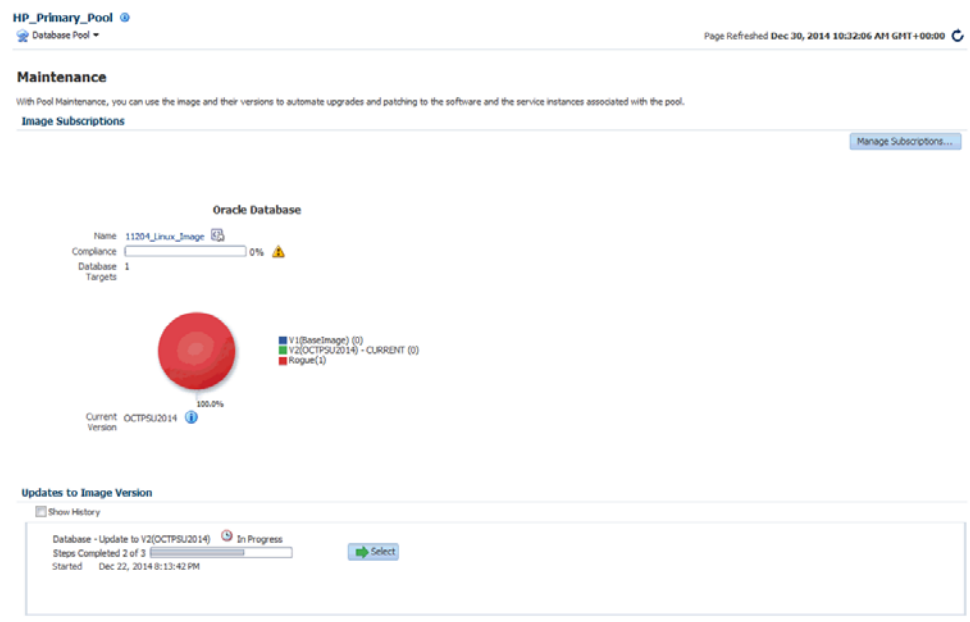 HP_Primary_Pool
Database Pool
Page Refreshed Dec 30, 2014 10:32:06 AM GMT+00:00
Maintenance
With Pool Maintenance, you can use the image and their versions to automate upgrades and patching to the software and the service instances associated with the pool.
Image Subscriptions
Manage Subscriptions...
Oracle Database
Name 11204_Linux_Image
Compliance 0%
Database 1
Targets
V1(BaseImage) (0)
V2(OCTPSU2014) - CURRENT (0)
Rogue(1)
100.0%
Current OCTPSU2014
Version
Updates to Image Version
Show History
Database - Update to V2(OCTPSU2014) In Progress
Steps Completed 2 of 3
Select
Started Dec 22, 2014 8:13:42 PM